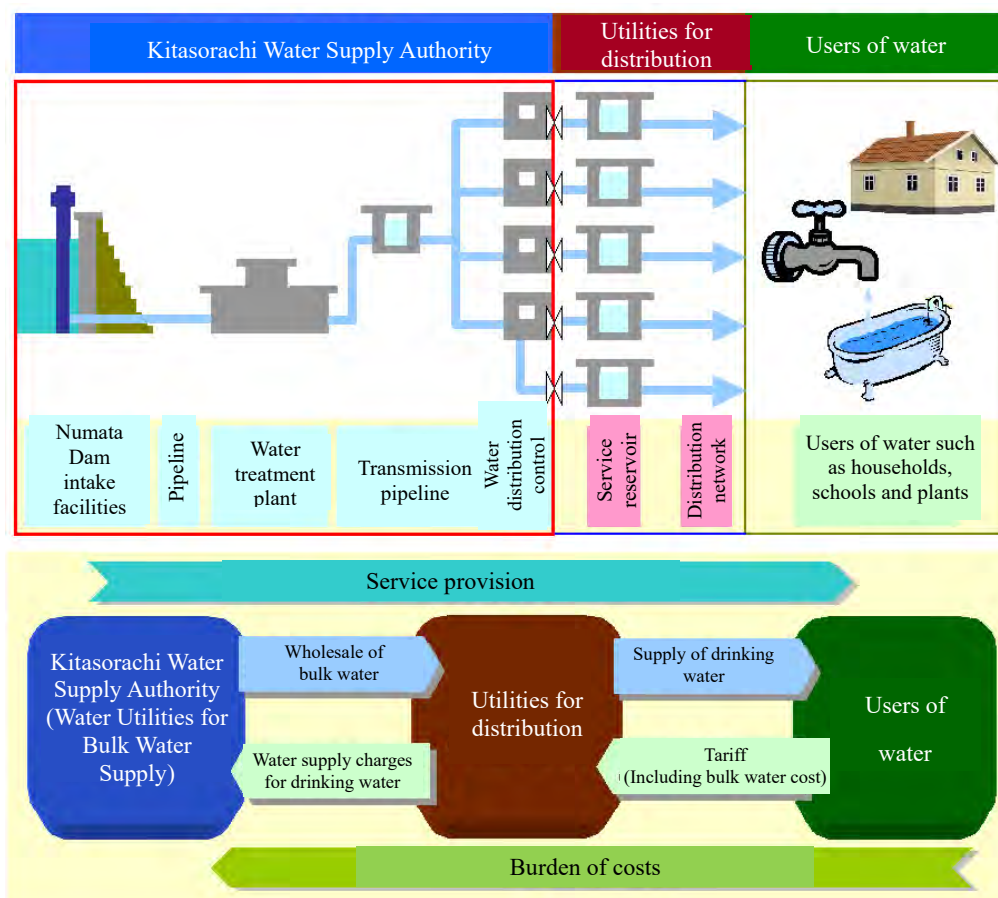 Kitasorachi Water Supply Authority
Utilities for
distribution
Users of water
Numata
Dam
intake
facilities
Pipeline
Water
treatment
plant
Transmission
pipeline
Water
distribution
control
Service
reservoir
Distribution
network
Users of water such
as households,
schools and plants
Service provision
Kitasorachi Water
Supply Authority
(Water Utilities for
Bulk Water
Supply)
Wholesale of
bulk water
Water supply charges
for drinking water
Utilities for
distribution
Supply of drinking
water
Tariff
(Including bulk water cost)
Users of
water
Burden of costs